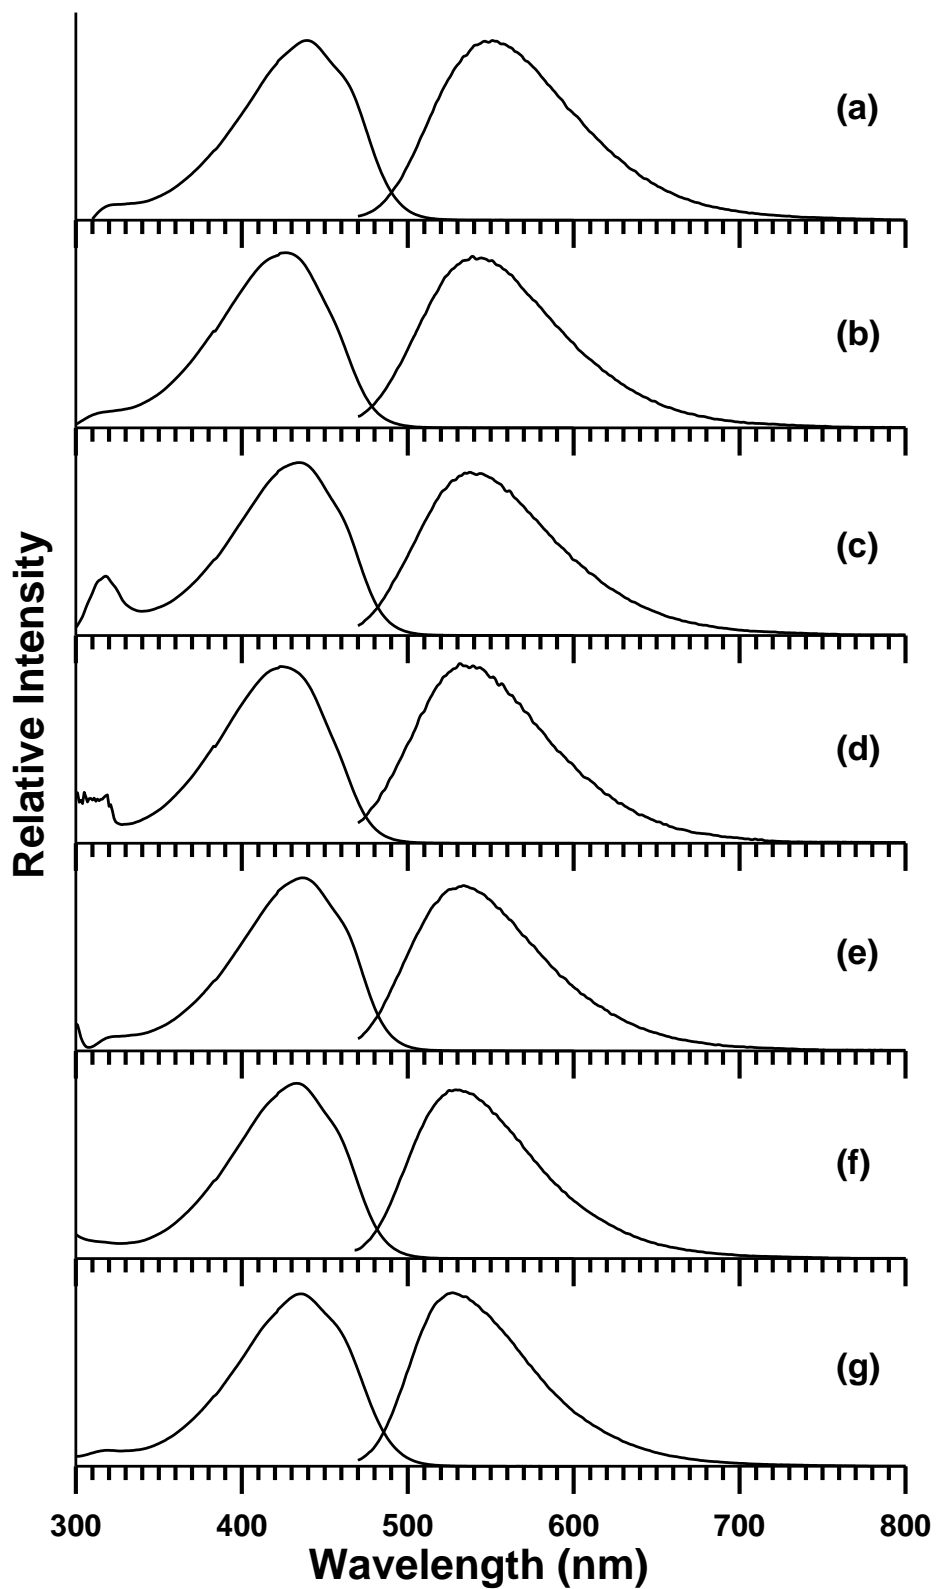 (a)
(b)
(c)
(d)
(e)
(f)
(g)
Relative Intensity
300 400 500 600 700 800
Wavelength (nm)